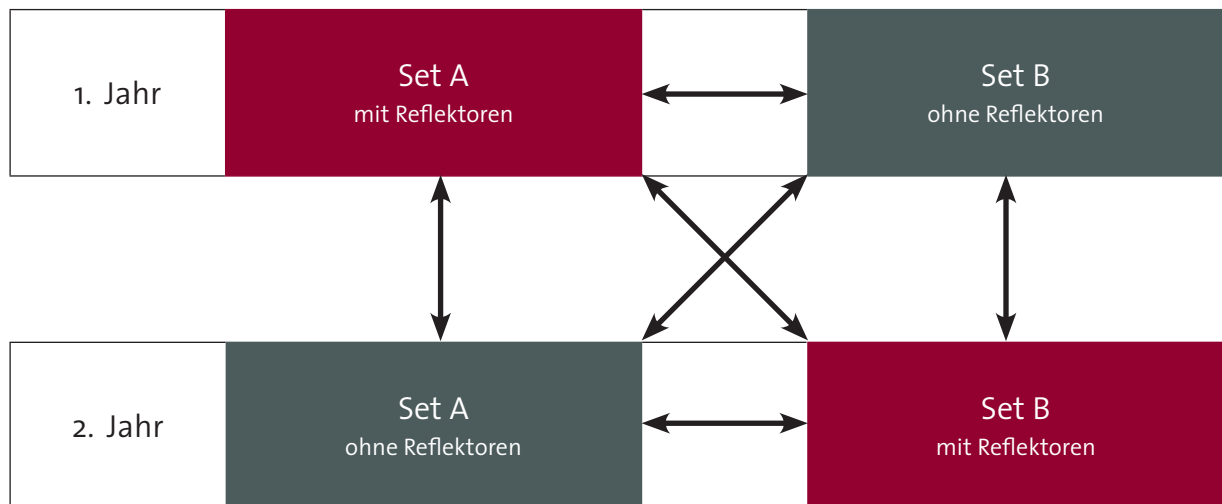 1. Jahr
Set A
mit Reflektoren
Set B
ohne Reflektoren
2. Jahr
Set A
ohne Reflektoren
Set B
mit Reflektoren